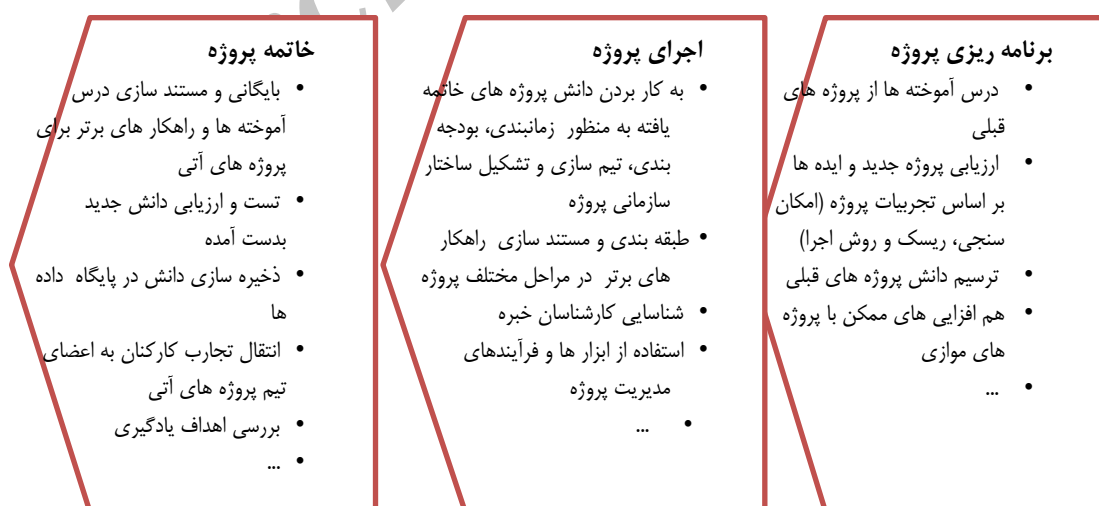 برنامه ریزی پروژه
• درس آموخته ها از پروژه های
قبلی
• ارزیابی پروژه جدید و ایده ها
بر اساس تجربیات پروژه (امکان
سنجی، ریسک و روش اجرا)
• ترسیم دانش پروژه های قبلی
• هم افزایی های ممکن با پروژه
های موازی
• ...
اجرای پروژه
• به کار بردن دانش پروژه های خاتمه
یافته به منظور زمانبندی، بودجه
بندی، تیم سازی و تشکیل ساختار
سازمانی پروژه
• طبقه بندی و مستند سازی راهکار
های برتر در مراحل مختلف پروژه
• شناسایی کارشناسان خبره
• استفاده از ابزار ها و فرآیندهای
مدیریت پروژه
• ...
خاتمه پروژه
• بایگانی و مستند سازی درس
آموخته ها و راهکار های برتر برای
پروژه های آتی
• تست و ارزیابی دانش جدید
بدست آمده
• ذخیره سازی دانش در پایگاه داده
ها
• انتقال تجارب کارکنان به اعضای
تیم پروژه های آتی
• بررسی اهداف یادگیری
• ...